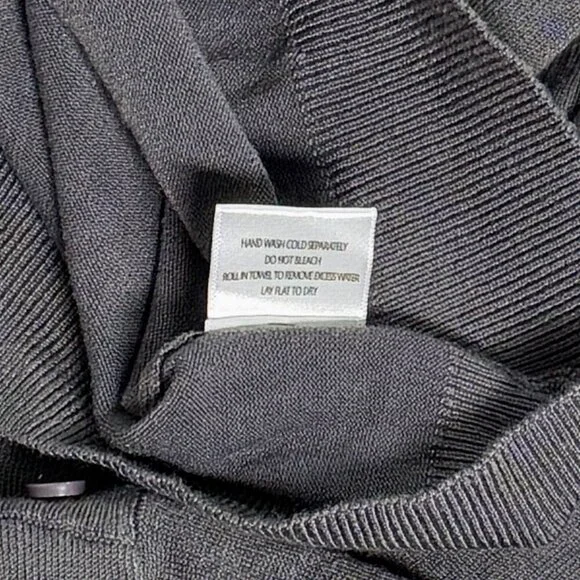 HAND WASH COLD SEPARATELY
DO NOT BLEACH
ROLL IN TOWEL TO REMOVE EXCESS WATER
LAY FLAT TO DRY